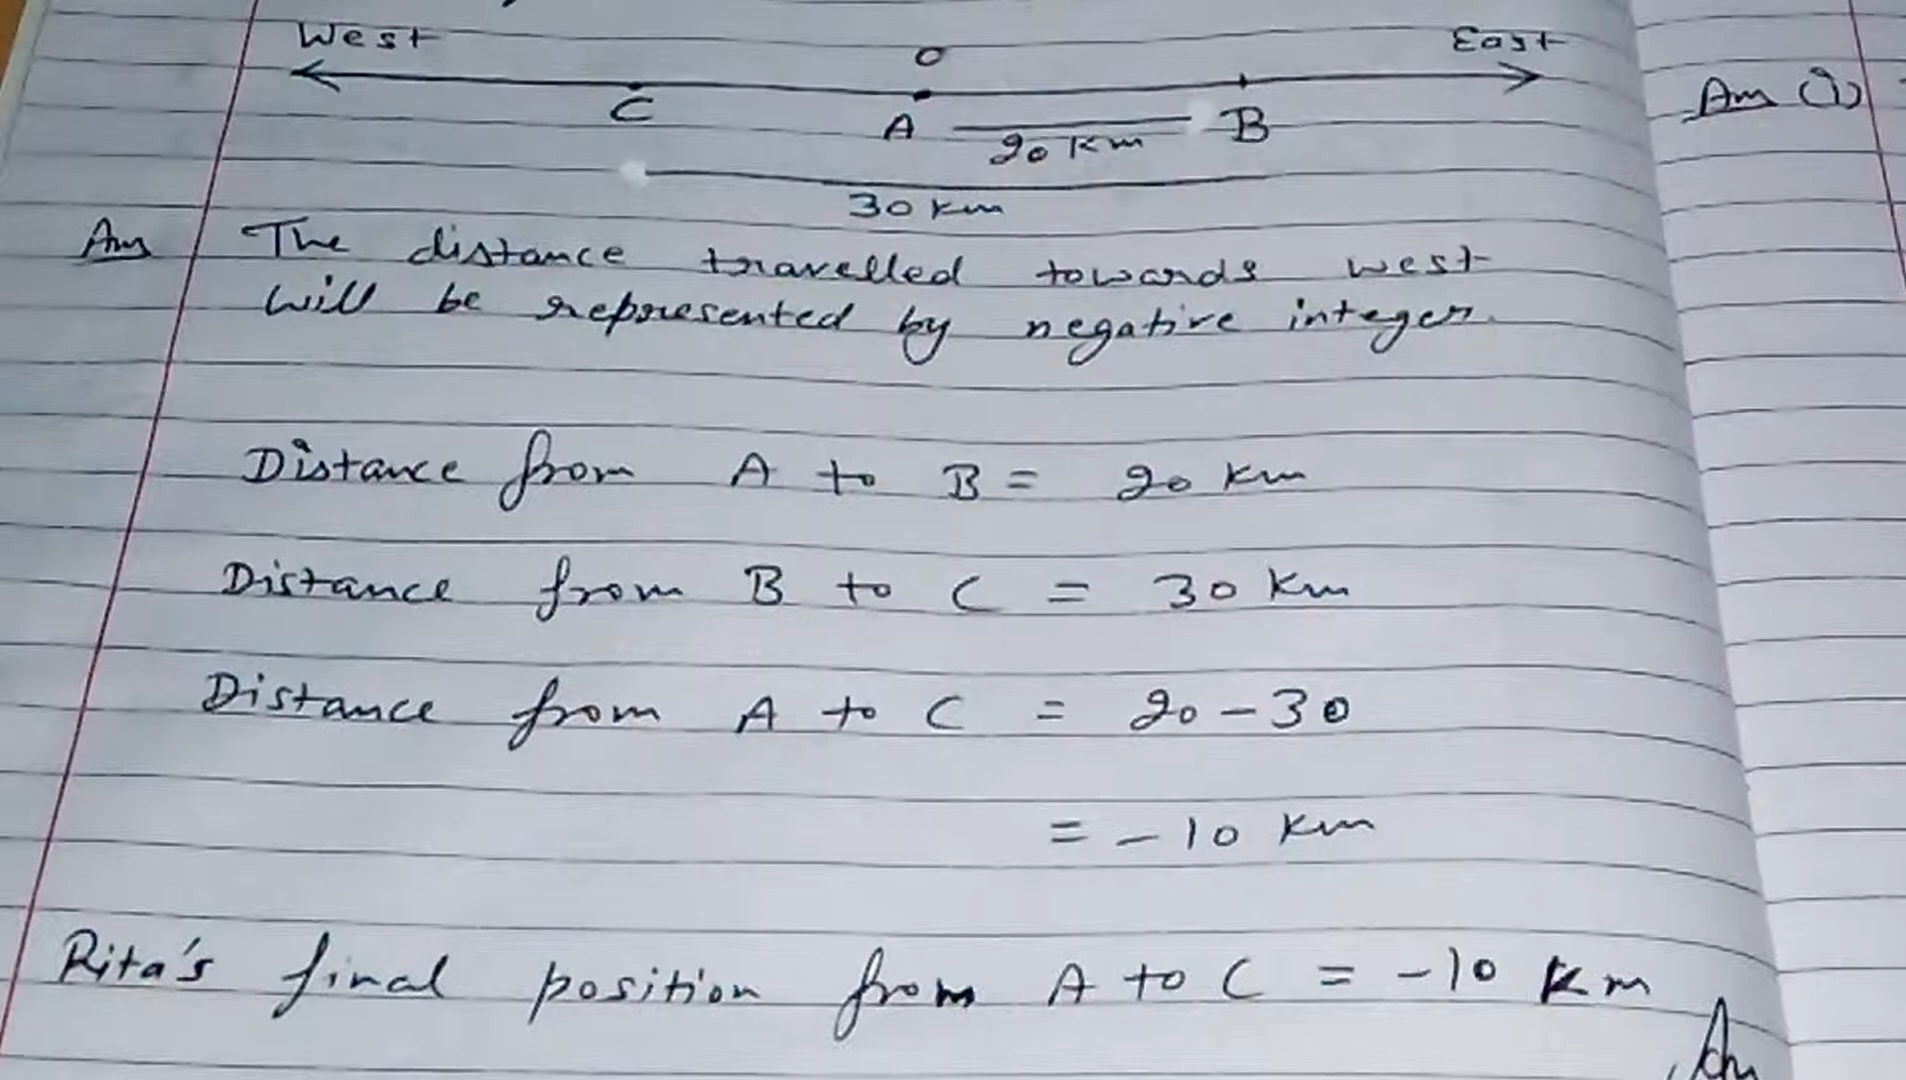 West
O
East
C
A
20 Km
B
30 Km
Ans (i)
Ans The distance travelled towards west
will be represented by negative integer.
Distance from A to B = 20 Km
Distance from B to C = 30 Km
Distance from A to C = 20 - 30
= - 10 Km
Rita's final position from A to C = -10 Km
An